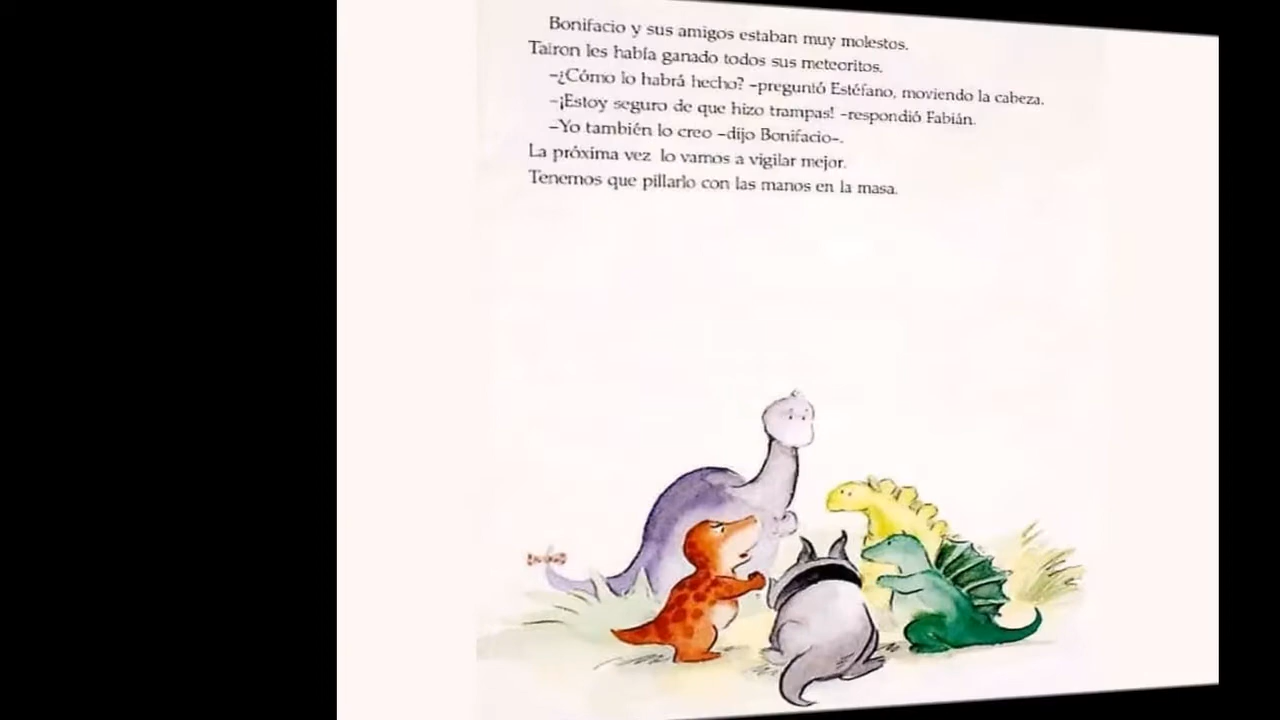 Bonifacio y sus amigos estaban muy molestos.
Tairon les había ganado todos sus meteoritos.
–¿Cómo lo habrá hecho? –preguntó Estéfano, moviendo la cabeza.
–¡Estoy seguro de que hizo trampas! –respondió Fabián.
–Yo también lo creo –dijo Bonifacio–.
La próxima vez lo vamos a vigilar mejor.
Tenemos que pillarlo con las manos en la masa.